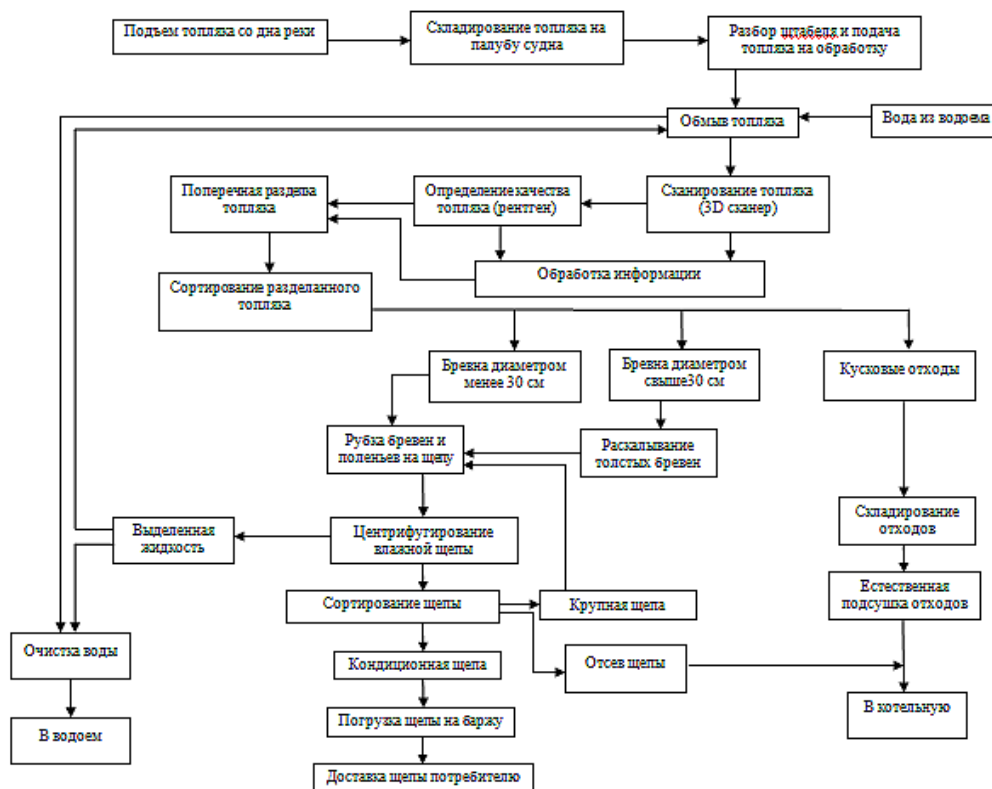 Подъем топляка со дна реки
Складирование топляка на
палубу судна
Разбор штабеля и подача
топляка на обработку
Обмыв топляка
Вода из водоема
Поперечная разделка
топляка
Определение качества
топляка (рентген)
Сканирование топляка
(3D сканер)
Обработка информации
Сортирование разделанного
топляка
Бревна диаметром
менее 30 см
Бревна диаметром
свыше30 см
Кусковые отходы
Рубка бревен и
поленьев на щепу
Раскалывание
толстых бревен
Складирование
отходов
Выделенная
жидкость
Центрифугирование
влажной щепы
Естественная
подсушка отходов
Сортирование щепы
Крупная щепа
Очистка воды
Кондиционная щепа
Отсев щепы
В котельную
Погрузка щепы на баржу
В водоем
Доставка щепы потребителю